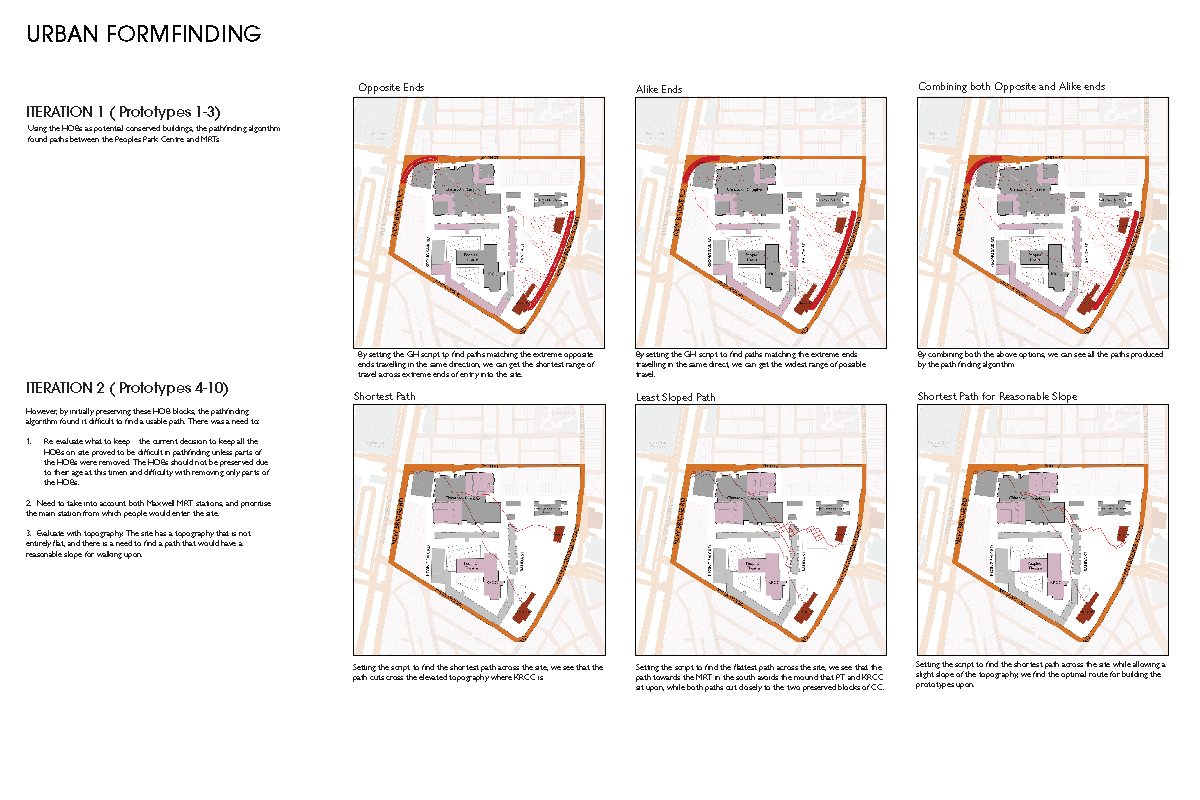 URBAN FORMFINDING
ITERATION 1 ( Prototypes 1-3)
Using the HDBs as potential conserved buildings, the pathfinding algorithm
found paths between the Peoples Park Centre and MRTs
Opposite Ends
Alike Ends
Combining both Opposite and Alike ends
By setting the GH script tp find paths matching the extreme opposite
ends travelling in the same direction, we can get the shortest range of
travel across extreme ends of entry into the site.
By setting the GH script to find paths matching the extreme ends
travelling in the same direct, we can get the widest range of possible
travel.
By combining both the above options, we can see all the paths produced
by the path finding algorithm
ITERATION 2 ( Prototypes 4-10)
However, by initially preserving these HDB blocks, the pathfinding
algorithm found it difficult to find a usable path. There was a need to:
1. Re evaluate what to keep the current decision to keep all the
HDBs on site proved to be difficult in pathfinding unless parts of
the HDBs were removed. The HDBs should not be preserved due
to their age at this timen and difficulty with removing only parts of
the HDBs.
2. Need to take into account both Maxwell MRT stations, and prioritise
the main station from which people would enter the site.
3. Evaluate with topography. The site has a topography that is not
entirely flat, and there is a need to find a path that would have a
reasonable slope for walking upon.
Shortest Path
Least Sloped Path
Shortest Path for Reasonable Slope
Setting the script to find the shortest path across the site, we see that the
path cuts cross the elevated topography where KRCC is
Setting the script to find the flattest path across the site, we see that the
path towards the MRT in the south avoids the mound that PT and KRCC
sit upon, while both paths cut closely to the two preserved blocks of CC.
Setting the script to find the shortest path across the site while allowing a
slight slope of the topography, we find the optimal route for building the
prototypes upon.